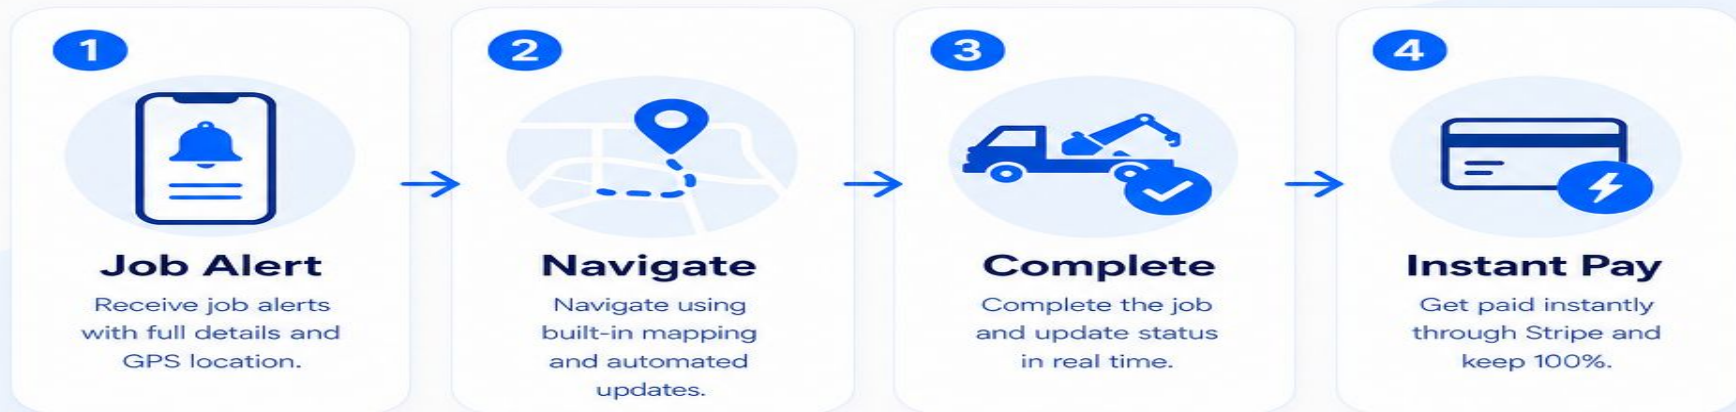 1
Job Alert
Receive job alerts
with full details and
GPS location.
2
Navigate
Navigate using
built-in mapping
and automated
updates.
3
Complete
Complete the job
and update status
in real time.
4
Instant Pay
Get paid instantly
through Stripe and
keep 100%.